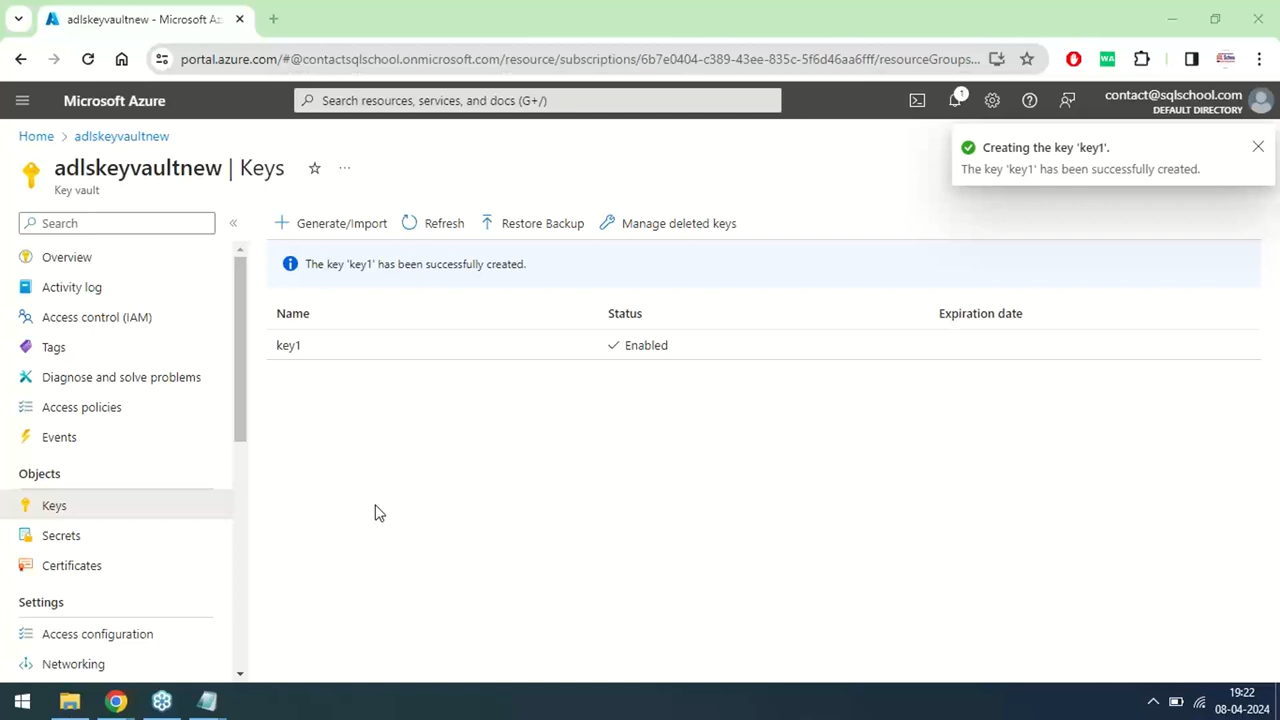 adlskeyvaultnew - Microsoft Az
portal.azure.com/#@contactsqlschool.onmicrosoft.com/resource/subscriptions/6b7e0404-c389-43ee-835c-5f6d46aa6fff/resourceGroups...
WA
Microsoft Azure
Search resources, services, and docs (G+/)
1
contact@sqlschool.com
DEFAULT DIRECTORY
Home > adlskeyvaultnew
Creating the key 'key1'.
The key 'key1' has been successfully created.
adlskeyvaultnew | Keys
Key vault
Search
Generate/Import
Refresh
Restore Backup
Manage deleted keys
Overview
Activity log
Access control (IAM)
Tags
Diagnose and solve problems
Access policies
Events
Objects
Keys
Secrets
Certificates
Settings
Access configuration
Networking
The key 'key1' has been successfully created.
Name Status Expiration date
key1 Enabled
19:22
08-04-2024